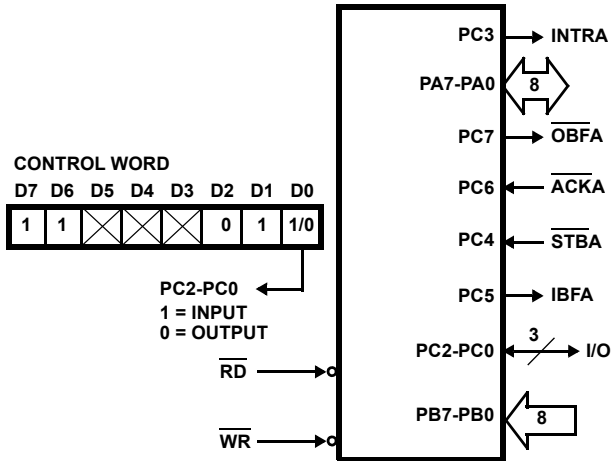 PC3 INTRA
PA7-PA0 8
PC7 OBFA
CONTROL WORD
D7 D6 D5 D4 D3 D2 D1 D0
1 1 0 1 1/0
PC6 ACKA
PC4 STBA
PC2-PC0
1 = INPUT
0 = OUTPUT
PC5 IBFA
PC2-PC0 3 I/O
RD
PB7-PB0 8
WR